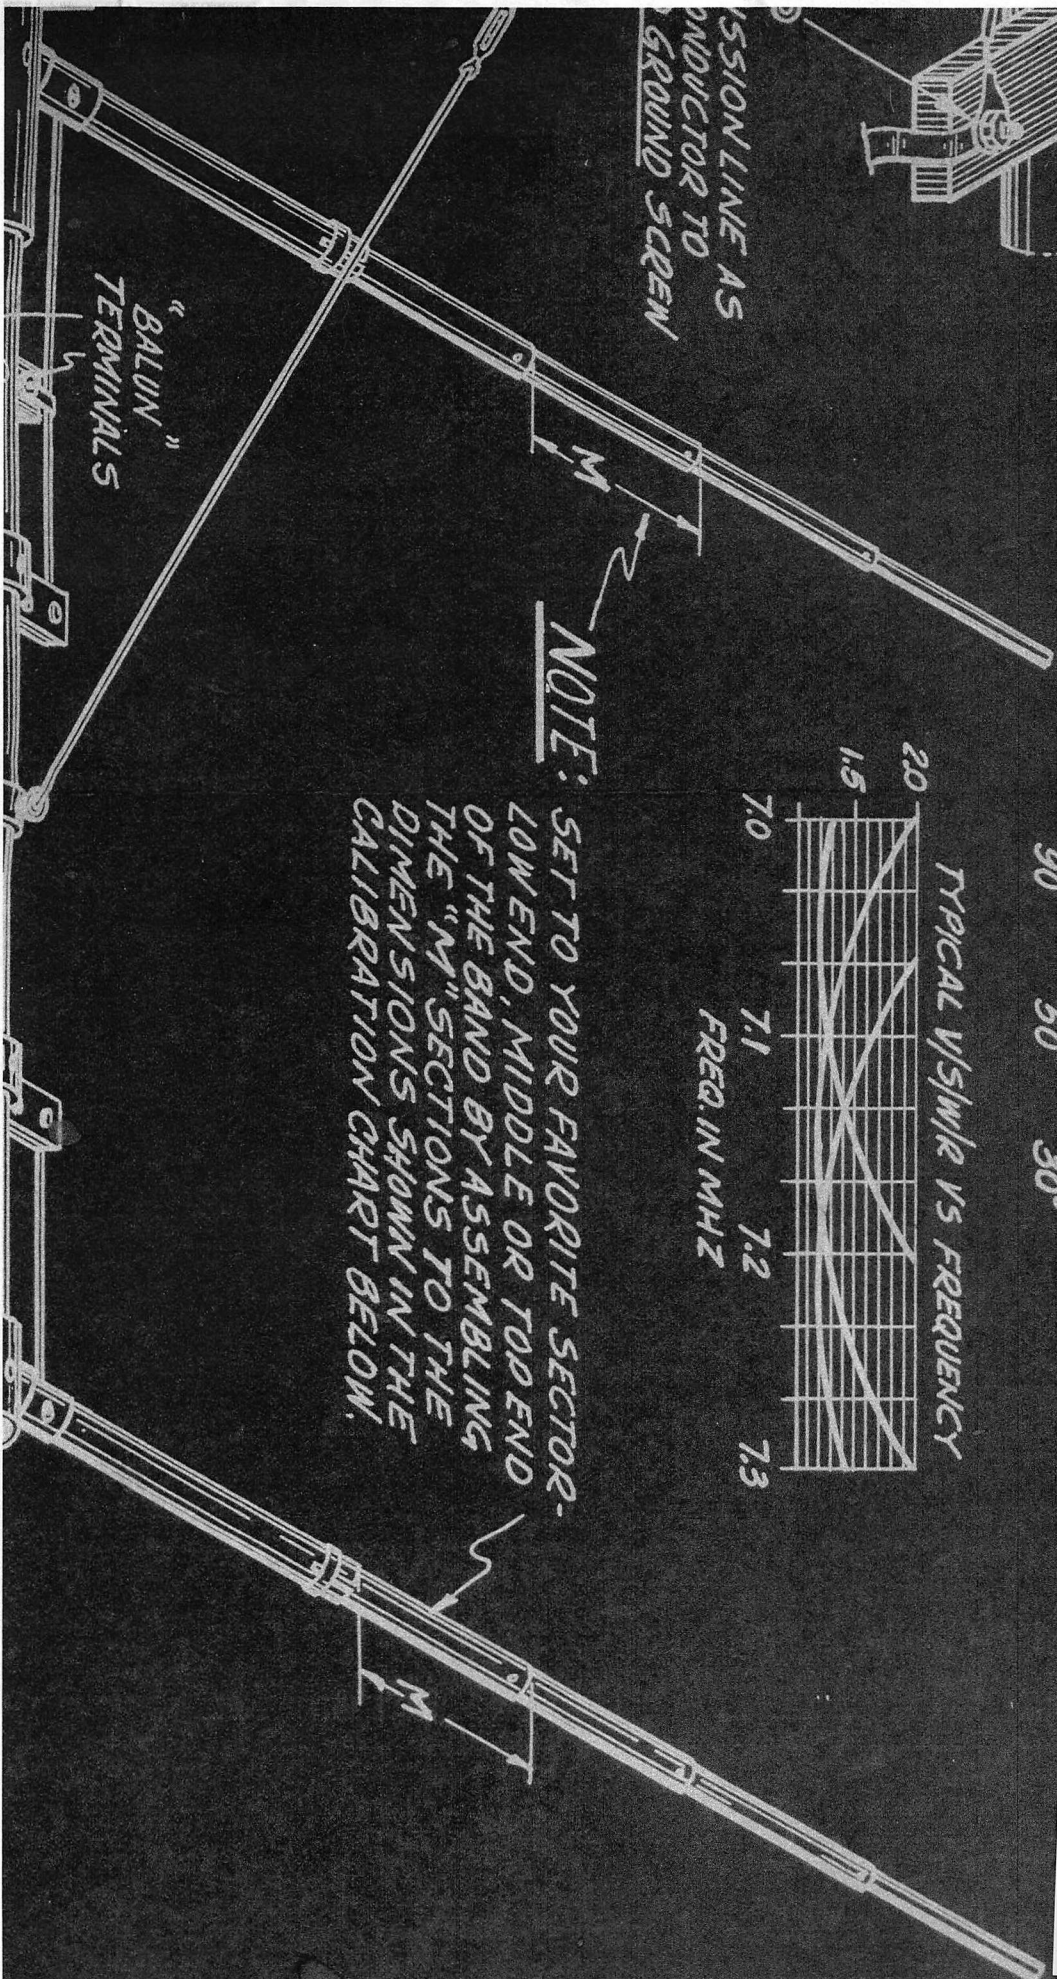 90 50 30
SSION LINE AS
ONDUCTOR TO
GROUND SCREW
TYPICAL V/S/W/R VS FREQUENCY
2.0
1.5
7.0 7.1 7.2 7.3
FREQ. IN MHZ
NOTE: SET TO YOUR FAVORITE SECTOR-
LOW END, MIDDLE OR TOP END
OF THE BAND BY ASSEMBLING
THE "M" SECTIONS TO THE
DIMENSIONS SHOWN IN THE
CALIBRATION CHART BELOW.
M
M
"BALUN"
TERMINALS